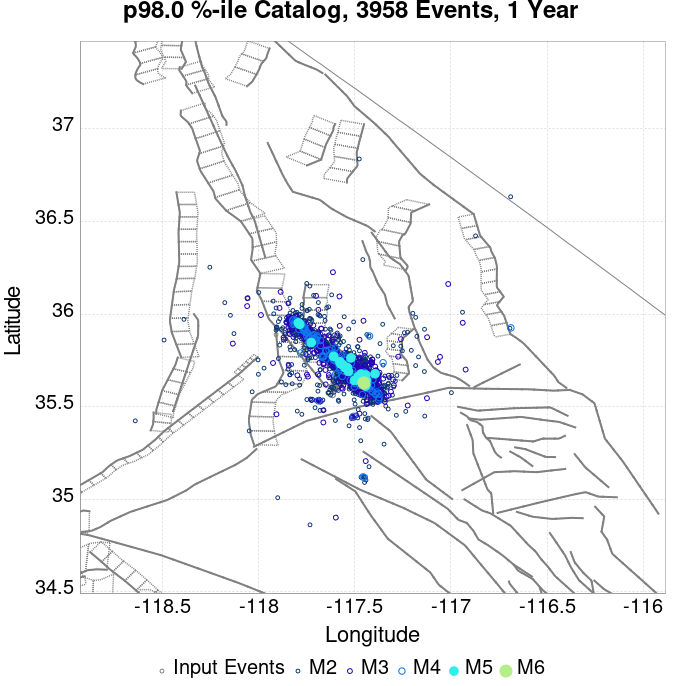 p98.0 %-ile Catalog, 3958 Events, 1 Year
Latitude
37
36.5
36
35.5
35
34.5
-118.5 -118 -117.5 -117 -116.5 -116
Longitude
Input Events M2 M3 M4 M5 M6